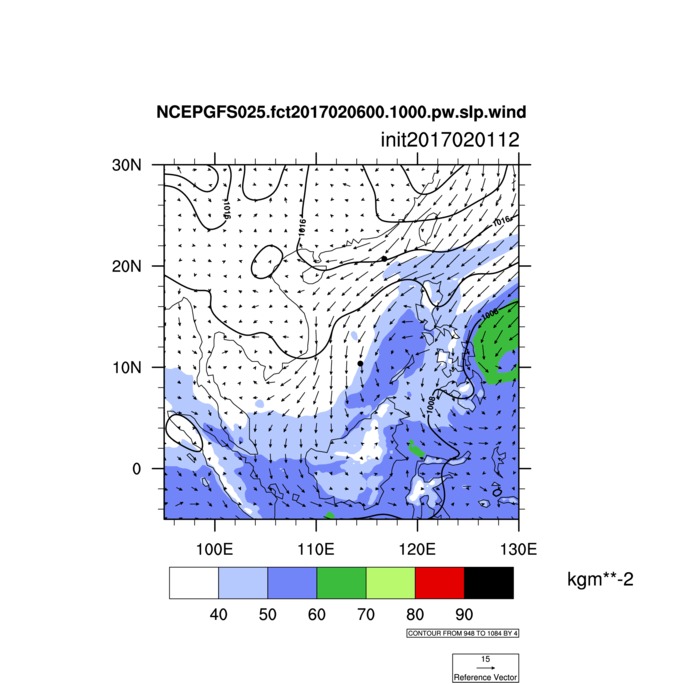 NCEPGFS025.fct2017020600.1000.pw.slp.wind
init2017020112
30N
20N
10N
0
100E 110E 120E 130E
1016
1016
1016
1008
1008
kgm**-2
40 50 60 70 80 90
CONTOUR FROM 948 TO 1084 BY 4
15
Reference Vector